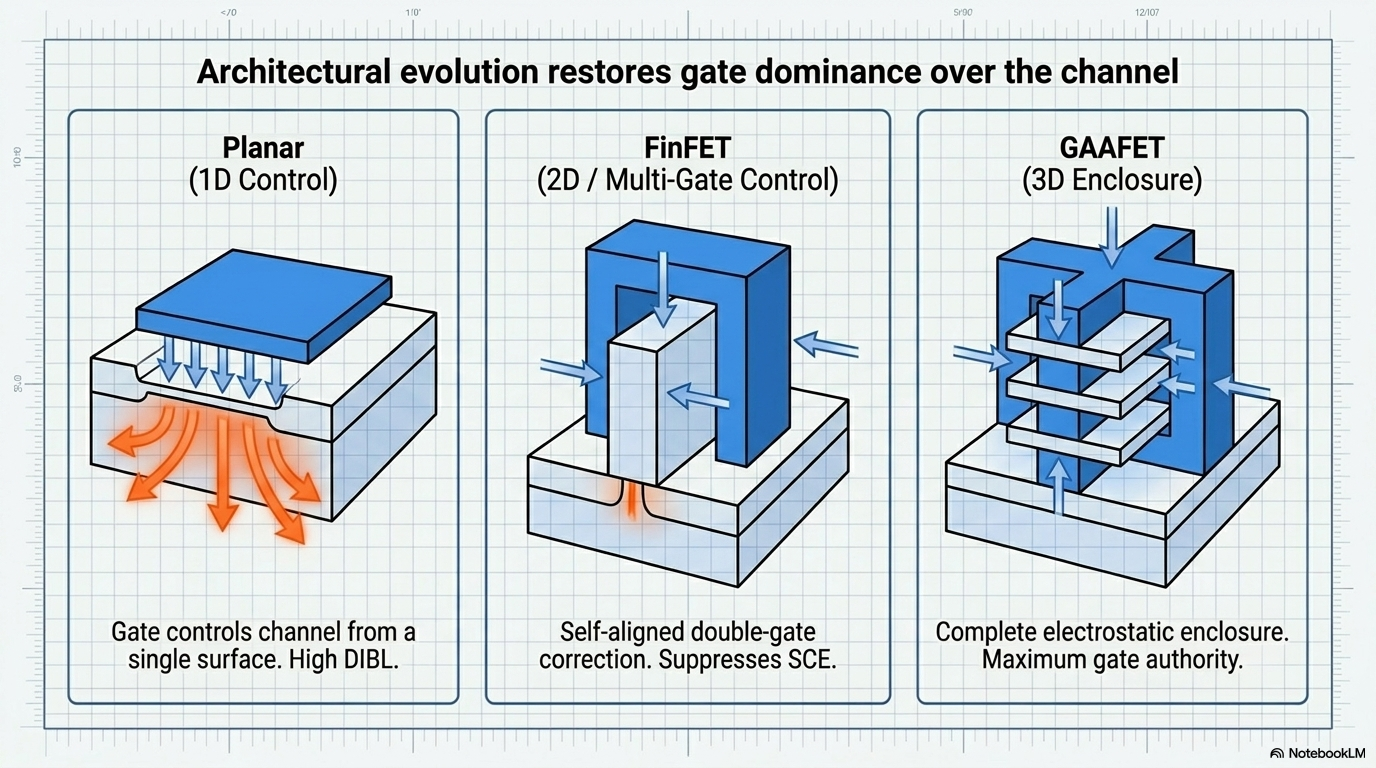 Architectural evolution restores gate dominance over the channel
Planar
(1D Control)
Gate controls channel from a
single surface. High DIBL.
FinFET
(2D / Multi-Gate Control)
Self-aligned double-gate
correction. Suppresses SCE.
GAAFET
(3D Enclosure)
Complete electrostatic enclosure.
Maximum gate authority.
NotebookLM